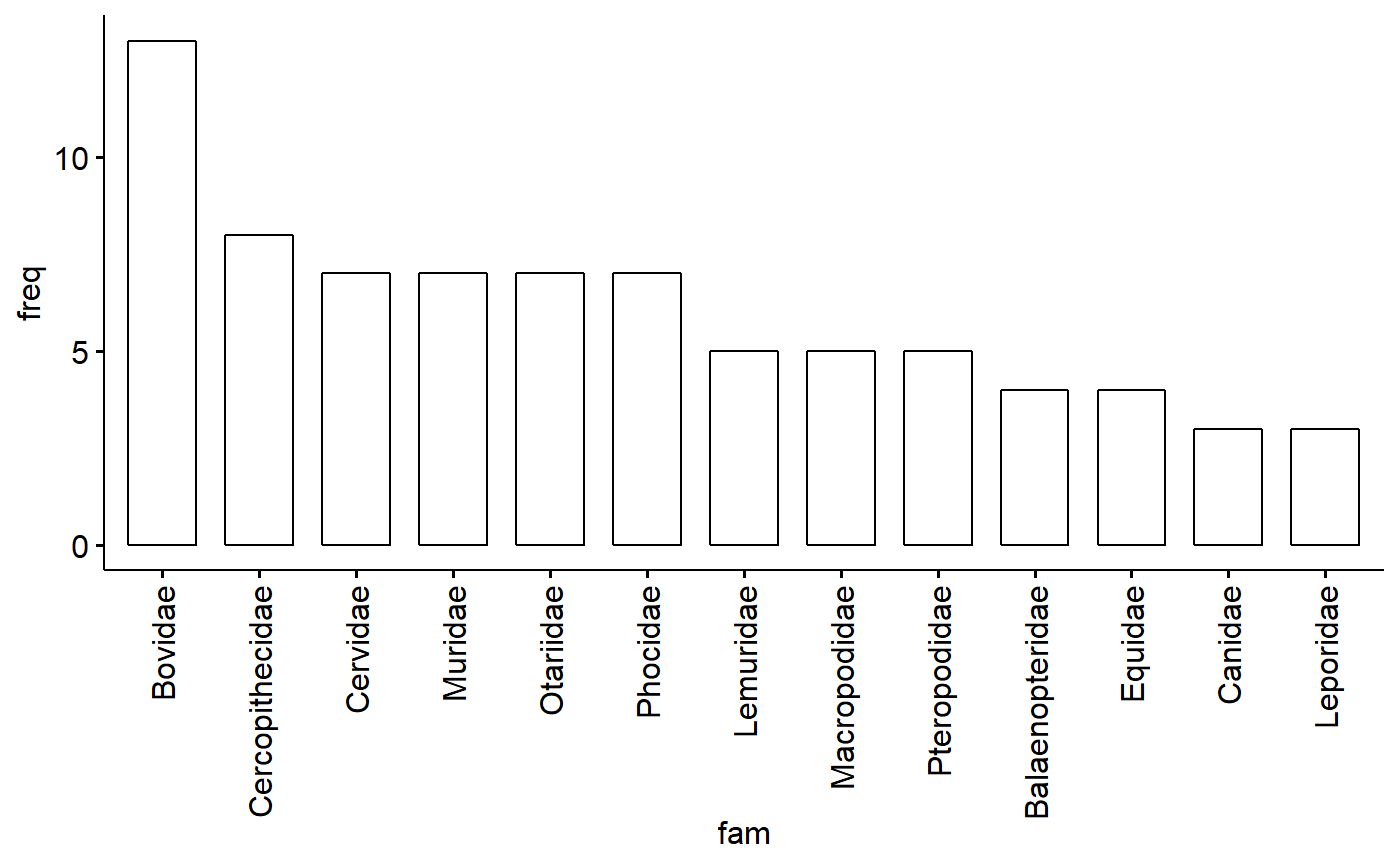 freq
10
5
0
Bovidae
Cercopithecidae
Cervidae
Muridae
Otariidae
Phocidae
Lemuridae
Macropodidae
Pteropodidae
Balaenopteridae
Equidae
Canidae
Leporidae
fam